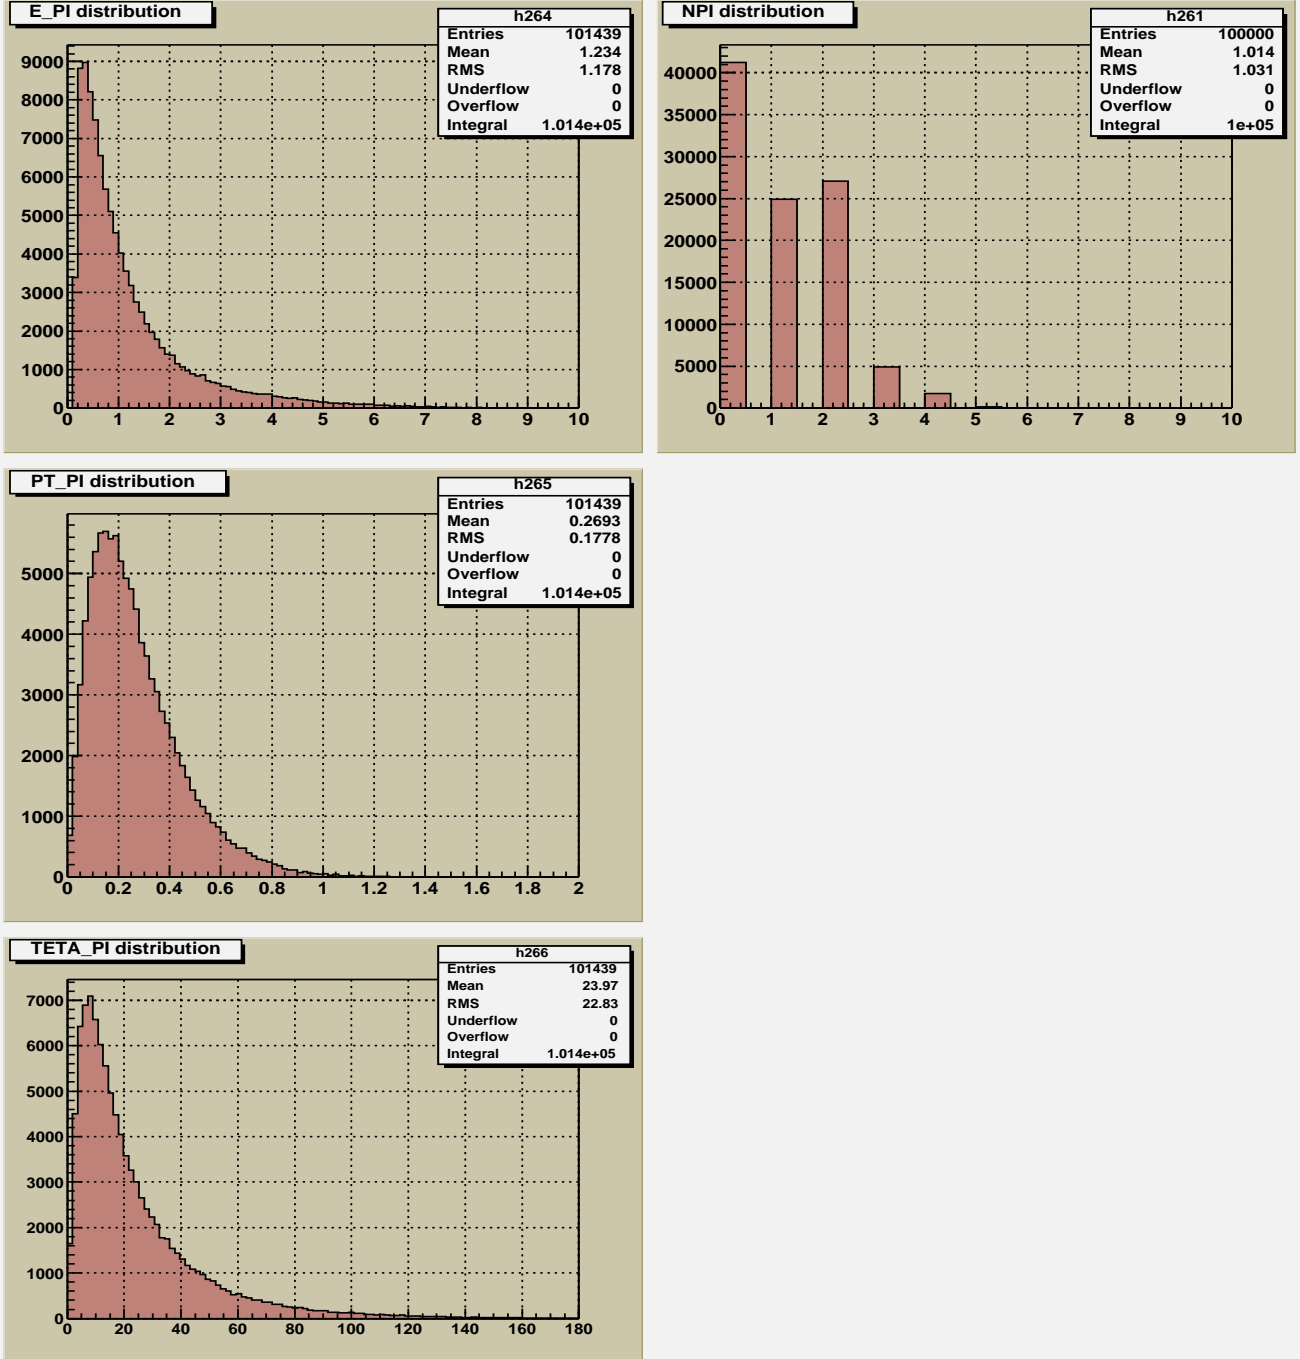 E_PI distribution
h264
Entries 101439
Mean 1.234
RMS 1.178
Underflow 0
Overflow 0
Integral 1.014e+05
9000
8000
7000
6000
5000
4000
3000
2000
1000
0
0 1 2 3 4 5 6 7 8 9 10
NPI distribution
h261
Entries 100000
Mean 1.014
RMS 1.031
Underflow 0
Overflow 0
Integral 1e+05
40000
35000
30000
25000
20000
15000
10000
5000
0
0 1 2 3 4 5 6 7 8 9 10
PT_PI distribution
h265
Entries 101439
Mean 0.2693
RMS 0.1778
Underflow 0
Overflow 0
Integral 1.014e+05
5000
4000
3000
2000
1000
0
0 0.2 0.4 0.6 0.8 1 1.2 1.4 1.6 1.8 2
TETA_PI distribution
h266
Entries 101439
Mean 23.97
RMS 22.83
Underflow 0
Overflow 0
Integral 1.014e+05
7000
6000
5000
4000
3000
2000
1000
0
0 20 40 60 80 100 120 140 160 180